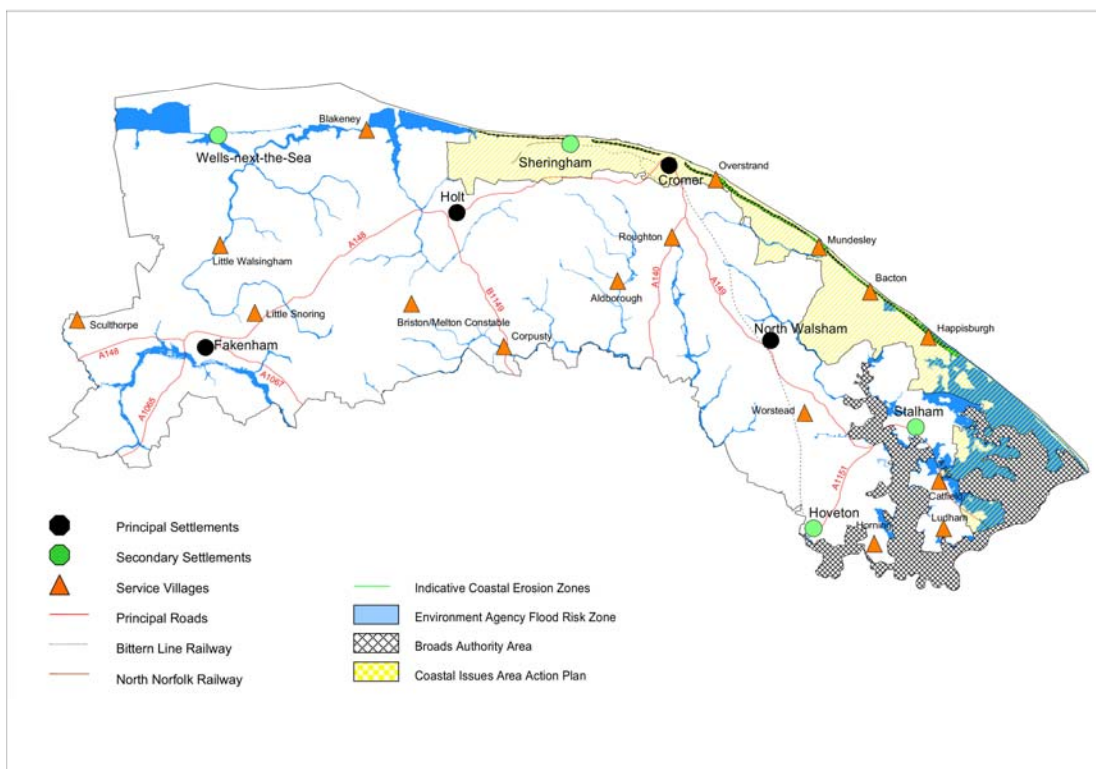 Blakeney
Wells-next-the-Sea
Sheringham
Cromer
Overstrand
Holt
Roughton
Mundesley
Little Walsingham
A148
A140
A149
Bacton
Aldborough
B1149
Sculthorpe
Little Snoring
Briston/Melton Constable
Corpusty
North Walsham
Happisburgh
A148
Fakenham
A1067
A1065
Worstead
Stalham
A1151
Catfield
Hoveton
Ludham
Horning
Principal Settlements
Secondary Settlements
Service Villages
Principal Roads
Bittern Line Railway
North Norfolk Railway
Indicative Coastal Erosion Zones
Environment Agency Flood Risk Zone
Broads Authority Area
Coastal Issues Area Action Plan